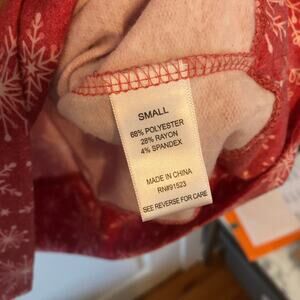 SMALL
68% POLYESTER
28% RAYON
4% SPANDEX
MADE IN CHINA
RN#91523
SEE REVERSE FOR CARE